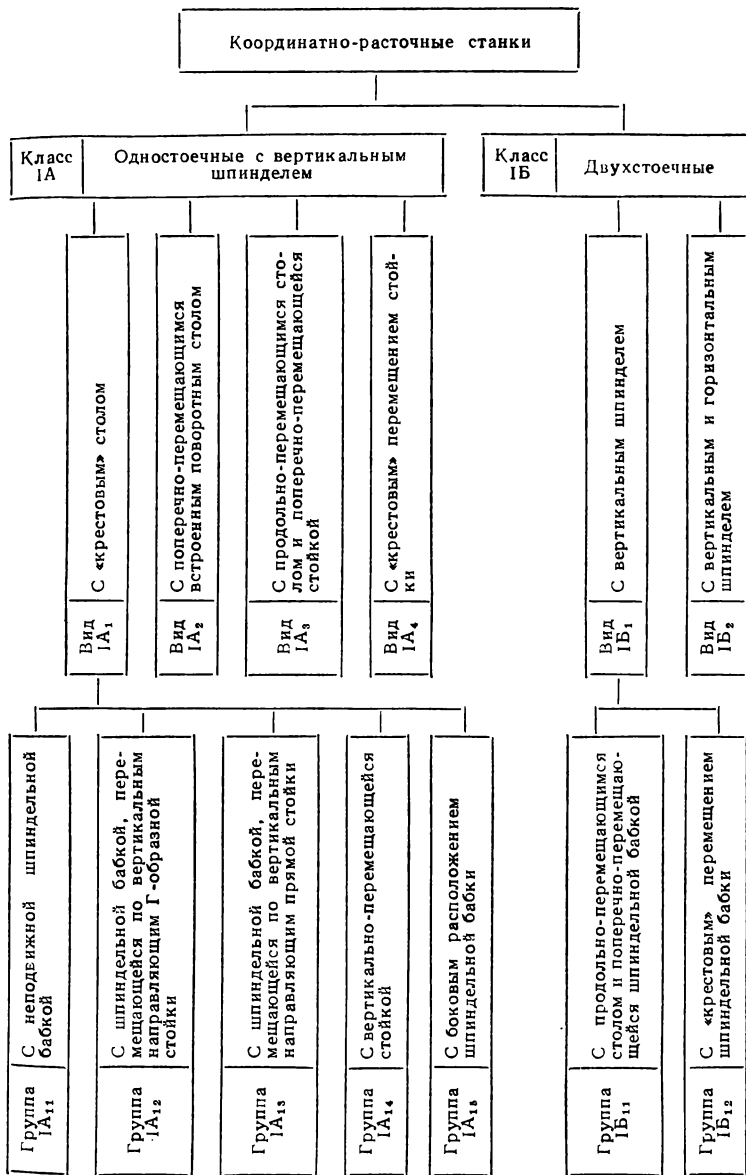 Координатно-расточные станки
Класс
IА
Одностоечные с вертикальным
шпинделем
Класс
IБ
Двухстоечные
Вид
IА₁
С «крестовым» столом
Вид
IА₂
С поперечно-перемещающимся
встроенным поворотным столом
Вид
IА₃
С продольно-перемещающимся сто-
лом и поперечно-перемещающейся
стойкой
Вид
IА₄
С «крестовым» перемещением стой-
ки
Вид
IБ₁
С вертикальным шпинделем
Вид
IБ₂
С вертикальным и горизонтальным
шпинделем
Группа
IА₁₁
С неподвижной шпиндельной
бабкой
Группа
IА₁₂
С шпиндельной бабкой, пере-
мещающейся по вертикальным
направляющим Г-образной
стойки
Группа
IА₁₃
С шпиндельной бабкой, пере-
мещающейся по вертикальным
направляющим прямой стойки
Группа
IА₁₄
С вертикально-перемещающейся
стойкой
Группа
IА₁₅
С боковым расположением
шпиндельной бабки
Группа
IБ₁₁
С продольно-перемещающимся
столом и поперечно-перемещаю-
щейся шпиндельной бабкой
Группа
IБ₁₂
С «крестовым» перемещением
шпиндельной бабки